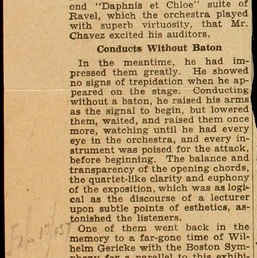 ond "Daphnis et Chloe" suite of
Ravel, which the orchestra played
with superb virtuosity, that Mr.
Chavez excited his auditors.
Conducts Without Baton
In the meantime, he had im-
pressed them greatly. He showed
no signs of trepidation when he ap-
peared on the stage. Conducting
without a baton, he raised his arms
as the signal to begin, but lowered
them, waited, and raised them once
more, watching until he had every
eye in the orchestra, and every in-
strument was poised for the attack,
before beginning. The balance and
transparency of the opening chords,
the quartet-like clarity and euphony
of the exposition, which was as logi-
cal as the discourse of a lecturer
upon subtle points of esthetics, as-
tonished the listeners.
One of them went back in the
memory to a far-gone time of Wil-
helm Gericke with the Boston Sym-
phony for a parallel to this exhibi-